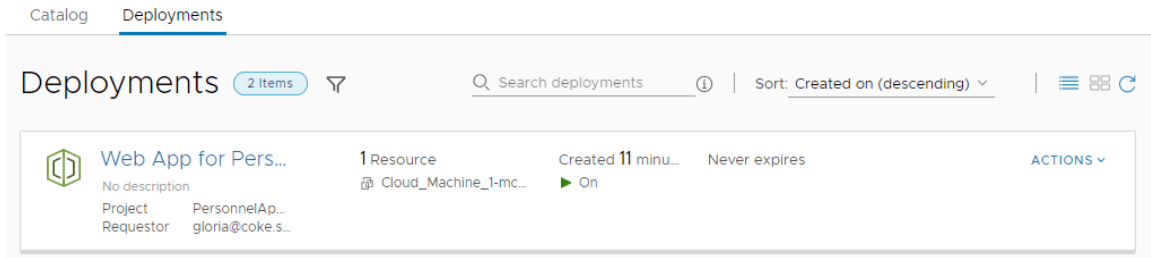 Catalog Deployments
Deployments 2 Items Search deployments Sort: Created on (descending)
Web App for Pers... 1 Resource Created 11 minu... Never expires ACTIONS
No description Cloud_Machine_1-mc... On
Project PersonnelAp...
Requestor gloria@coke.s...